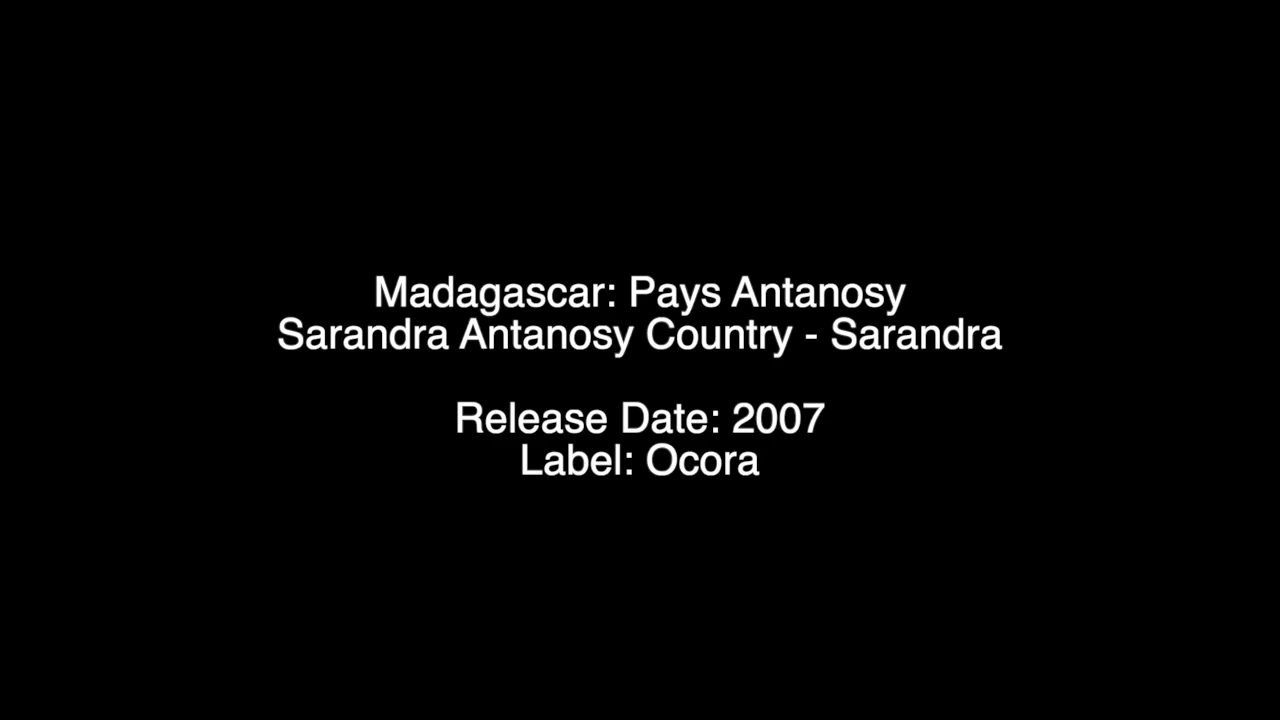 Madagascar: Pays Antanosy
Sarandra Antanosy Country - Sarandra
Release Date: 2007
Label: Ocora